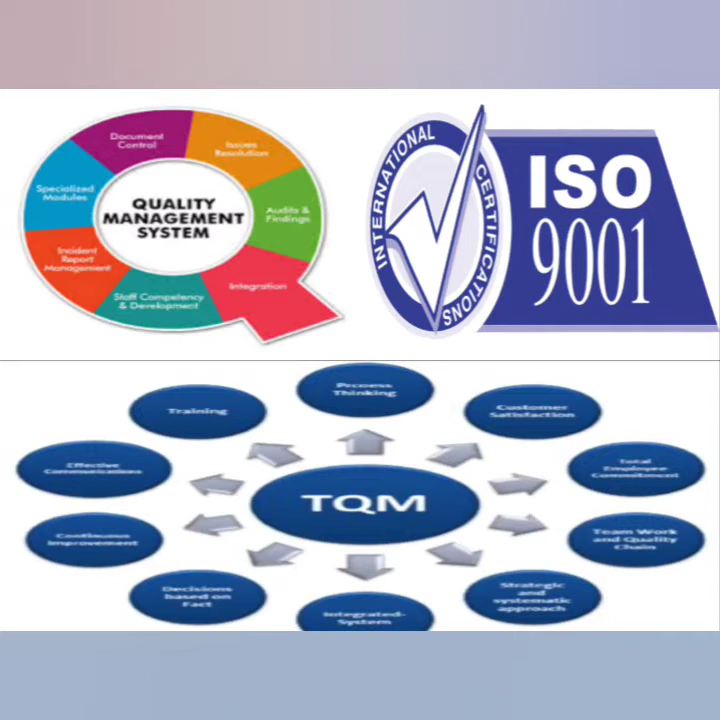 Document
Control
Issues
Resolution
Specialized
Modules
QUALITY
MANAGEMENT
SYSTEM
Audits &
Findings
Incident
Report
Management
Staff Competency
& Development
Integration
INTERNATIONAL
CERTIFICATIONS
ISO
9001
Process
Thinking
Training
Customer
Satisfaction
Effective
Communications
Total
Employee
Commitment
TQM
Continuous
Improvement
Team Work
and Quality
Chain
Decisions
based on
Fact
Strategic
and
systematic
approach
Integrated-
System